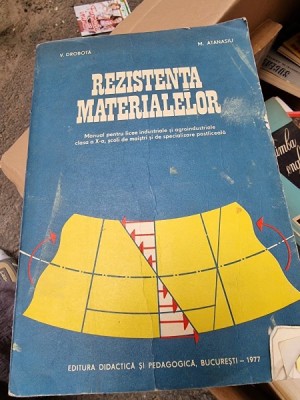 V. DROBOTĂ
M. ATANASIU
REZISTENȚA
MATERIALELOR
Manual pentru licee industriale și agroindustriale
clasa a X-a, școli de maiștri și de specializare postliceală
EDITURA DIDACTICĂ ȘI PEDAGOGICĂ, BUCUREȘTI - 1977
limba